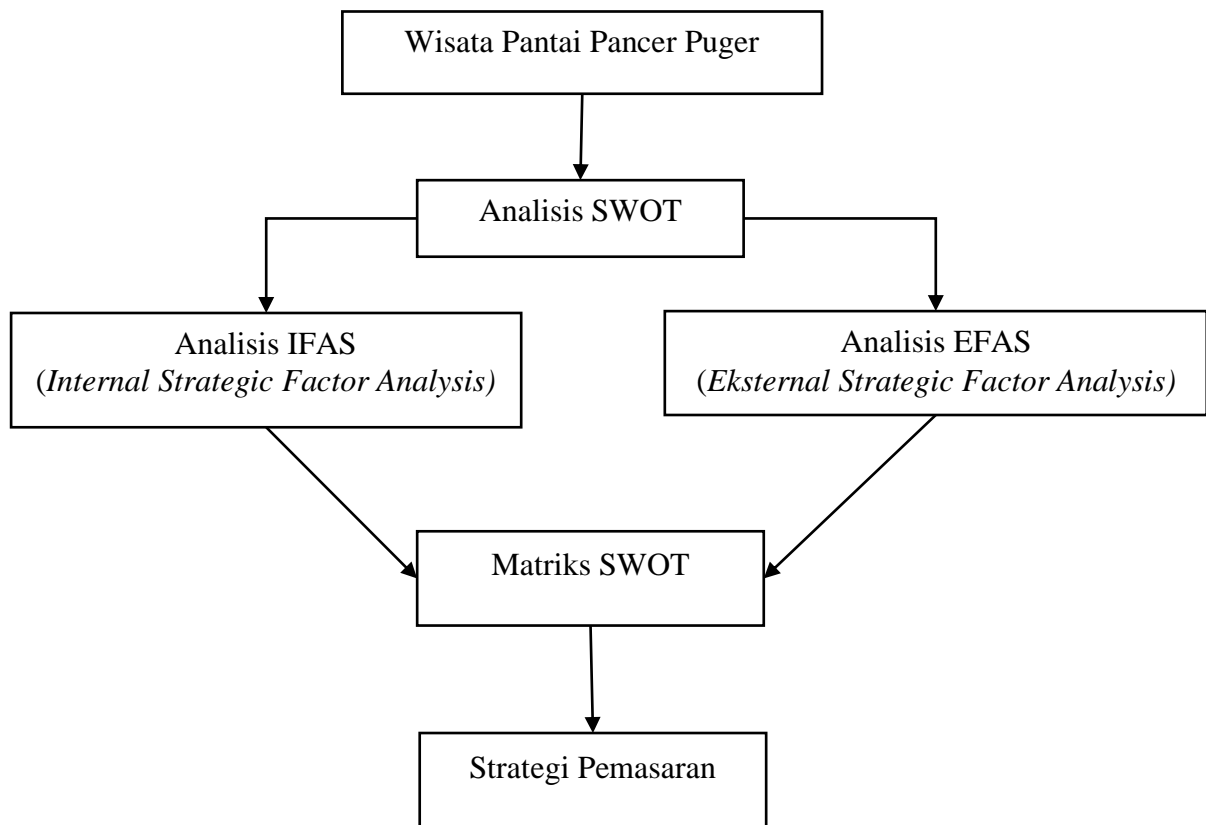 Wisata Pantai Pancer Puger
Analisis SWOT
Analisis IFAS
(Internal Strategic Factor Analysis)
Analisis EFAS
(Eksternal Strategic Factor Analysis)
Matriks SWOT
Strategi Pemasaran